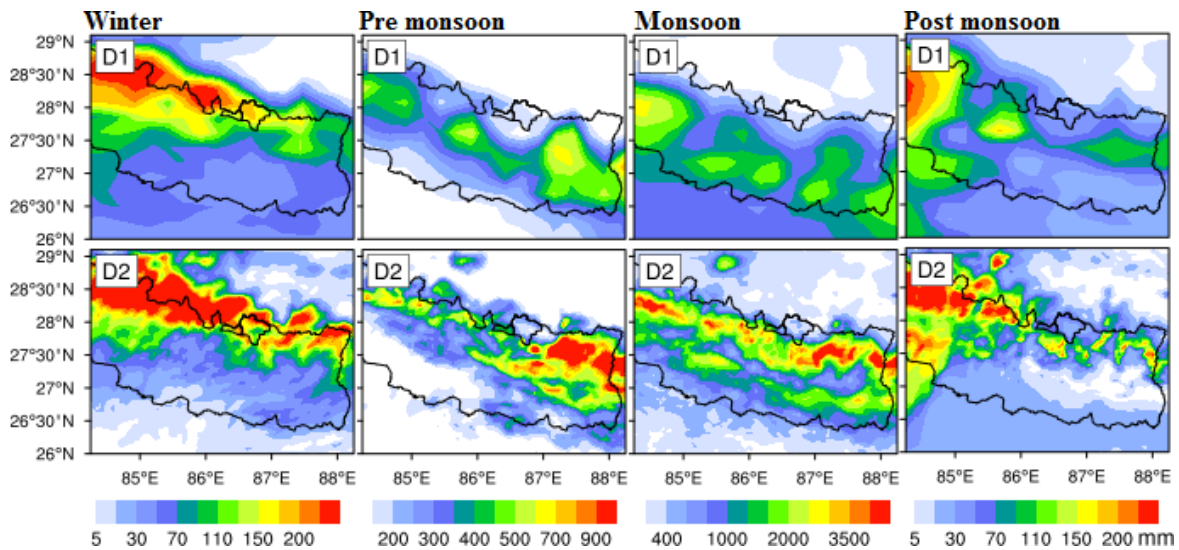 Winter Pre monsoon Monsoon Post monsoon
29°N D1 D1 D1 D1
28°30'N
28°N
27°30'N
27°N
26°30'N
26°N
29°N D2 D2 D2 D2
28°30'N
28°N
27°30'N
27°N
26°30'N
26°N
85°E 86°E 87°E 88°E 85°E 86°E 87°E 88°E 85°E 86°E 87°E 88°E 85°E 86°E 87°E 88°E
5 30 70 110 150 200 200 300 400 500 700 900 400 1000 2000 3500 5 30 70 110 150 200 mm